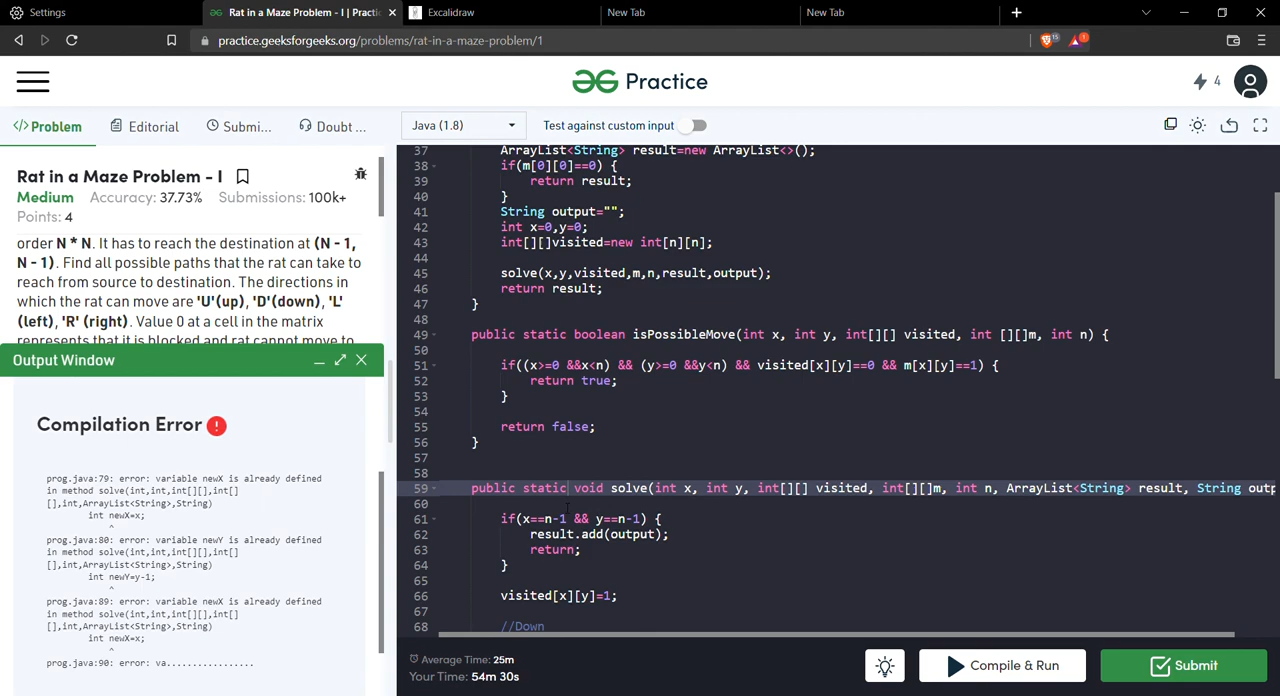 Settings
Rat in a Maze Problem - I | Practic
Excalidraw
New Tab
New Tab
practice.geeksforgeeks.org/problems/rat-in-a-maze-problem/1
15
1
Practice
4
</>Problem
Editorial
Submi...
Doubt ...
Java (1.8)
Test against custom input
Rat in a Maze Problem - I
Medium Accuracy: 37.73% Submissions: 100k+
Points: 4
order N * N. It has to reach the destination at (N - 1,
N - 1). Find all possible paths that the rat can take to
reach from source to destination. The directions in
which the rat can move are 'U'(up), 'D'(down), 'L'
(left), 'R' (right). Value 0 at a cell in the matrix
represents that it is blocked and rat cannot move to
Output Window
Compilation Error
prog.java:79: error: variable newX is already defined
in method solve(int,int,int[][],int[]
[],int,ArrayList<String>,String)
int newX=x;
^
prog.java:80: error: variable newY is already defined
in method solve(int,int,int[][],int[]
[],int,ArrayList<String>,String)
int newY=y-1;
^
prog.java:89: error: variable newX is already defined
in method solve(int,int,int[][],int[]
[],int,ArrayList<String>,String)
int newX=x;
^
prog.java:90: error: va.................
37 ArrayList<String> result=new ArrayList<>();
38 if(m[0][0]==0) {
39 return result;
40 }
41 String output="";
42 int x=0,y=0;
43 int[][]visited=new int[n][n];
44
45 solve(x,y,visited,m,n,result,output);
46 return result;
47 }
48
49 public static boolean isPossibleMove(int x, int y, int[][] visited, int [][]m, int n) {
50
51 if((x>=0 &&x<n) && (y>=0 &&y<n) && visited[x][y]==0 && m[x][y]==1) {
52 return true;
53 }
54
55 return false;
56 }
57
58
59 public static void solve(int x, int y, int[][] visited, int[][]m, int n, ArrayList<String> result, String outp
60
61 if(x==n-1 && y==n-1) {
62 result.add(output);
63 return;
64 }
65
66 visited[x][y]=1;
67
68 //Down
Average Time: 25m
Your Time: 54m 30s
Compile & Run
Submit